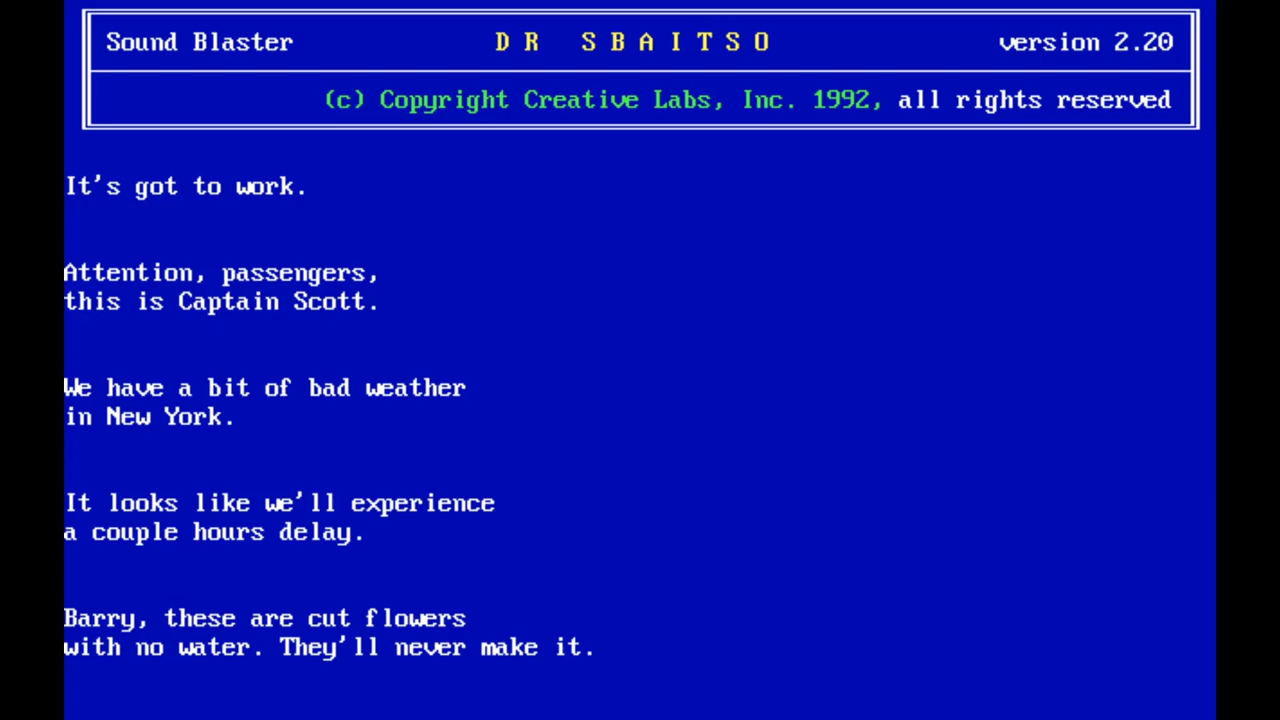 Sound Blaster D R  S B A I T S O version 2.20
(c) Copyright Creative Labs, Inc. 1992, all rights reserved
It's got to work.
Attention, passengers,
this is Captain Scott.
We have a bit of bad weather
in New York.
It looks like we'll experience
a couple hours delay.
Barry, these are cut flowers
with no water. They'll never make it.